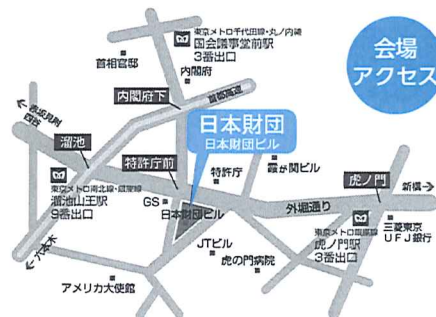 会場
アクセス
東京メトロ千代田線・丸ノ内線
国会議事堂前駅
3番出口
首相官邸
内閣府
内閣府下
首都高速
赤坂見附
四谷
溜池
日本財団
日本財団ビル
特許庁前
特許庁
霞が関ビル
虎ノ門
新橋
東京メトロ南北線・銀座線
溜池山王駅
9番出口
GS
日本財団ビル
外堀通り
東京メトロ銀座線
虎ノ門駅
3番出口
三菱東京
UFJ銀行
JTビル
虎の門病院
六本木
アメリカ大使館